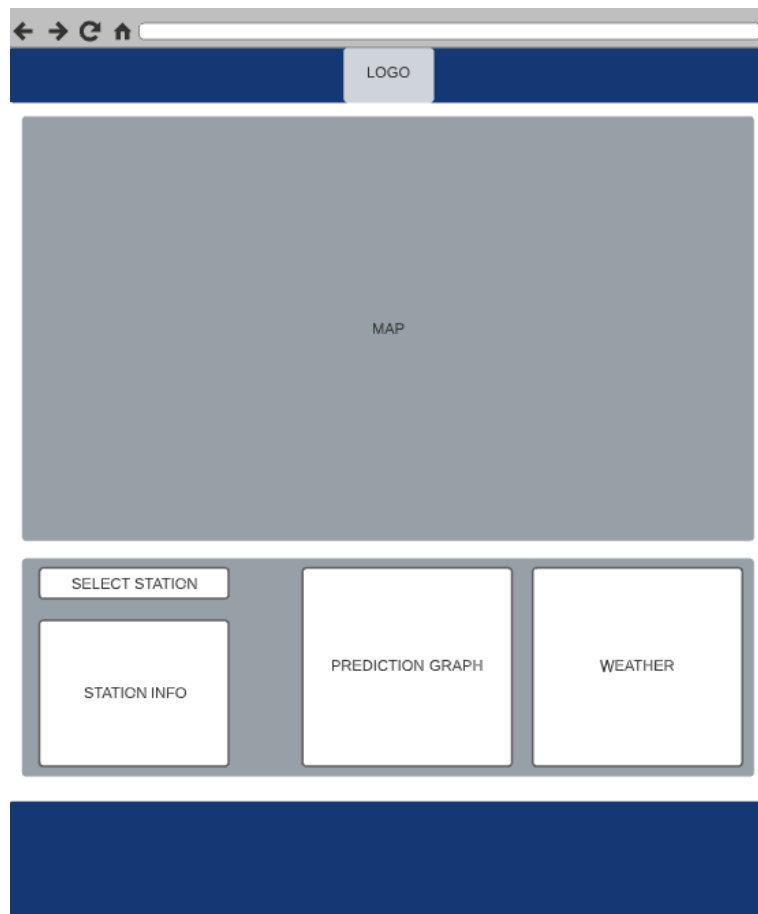 LOGO
MAP
SELECT STATION
STATION INFO
PREDICTION GRAPH
WEATHER